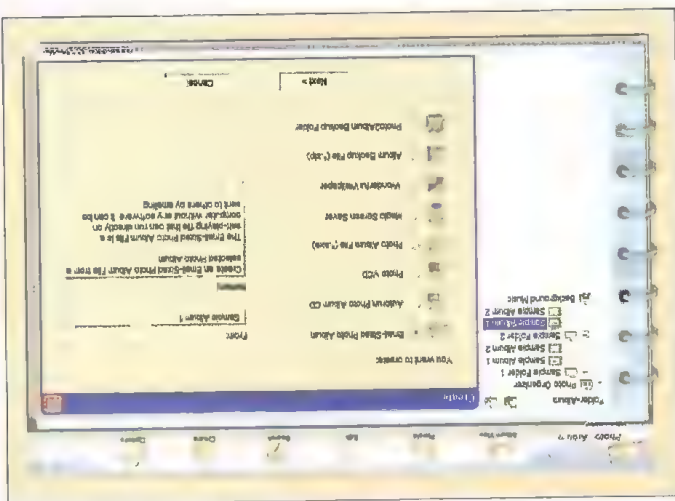 Folder-Album
Photo Organizer
Sample Folder 1
Sample Album 1
Sample Album 2
Sample Folder 2
Sample Album 1
Sample Album 2
Background Music
Create
You want to create:
Email-Sized Photo Album
Autorun Photo Album CD
Photo VCD
Photo Album File (*.exe)
Magic Screen Saver
Wonderful Wallpaper
Album Backup File (*.zip)
Photo2Album Backup Folder
From:
Sample Album 1
Create an Email-Sized Photo Album File from a
selected Photo Album
The Email-Sized Photo Album File is a
self-playing file that can run directly on
computer without any software. It can be
sent to others by emailing
Next >
Cancel